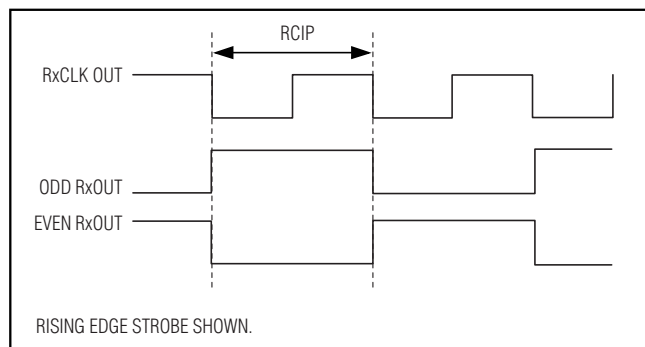 RCIP
RxCLK OUT
ODD RxOUT
EVEN RxOUT
RISING EDGE STROBE SHOWN.